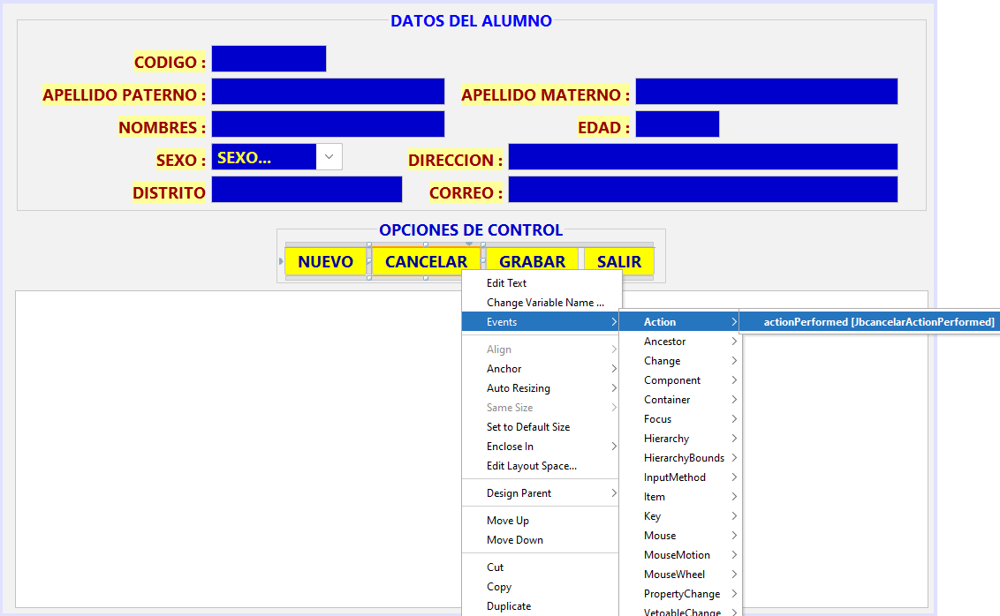 DATOS DEL ALUMNO
CODIGO :
APELLIDO PATERNO : APELLIDO MATERNO :
NOMBRES : EDAD :
SEXO : SEXO... DIRECCION :
DISTRITO CORREO :
OPCIONES DE CONTROL
NUEVO CANCELAR GRABAR SALIR
Edit Text
Change Variable Name ...
Events
Align
Anchor
Auto Resizing
Same Size
Set to Default Size
Enclose In
Edit Layout Space...
Design Parent
Move Up
Move Down
Cut
Copy
Duplicate
Action
Ancestor
Change
Component
Container
Focus
Hierarchy
HierarchyBounds
InputMethod
Item
Key
Mouse
MouseMotion
MouseWheel
PropertyChange
VetoableChange
actionPerformed [JbcancelarActionPerformed]